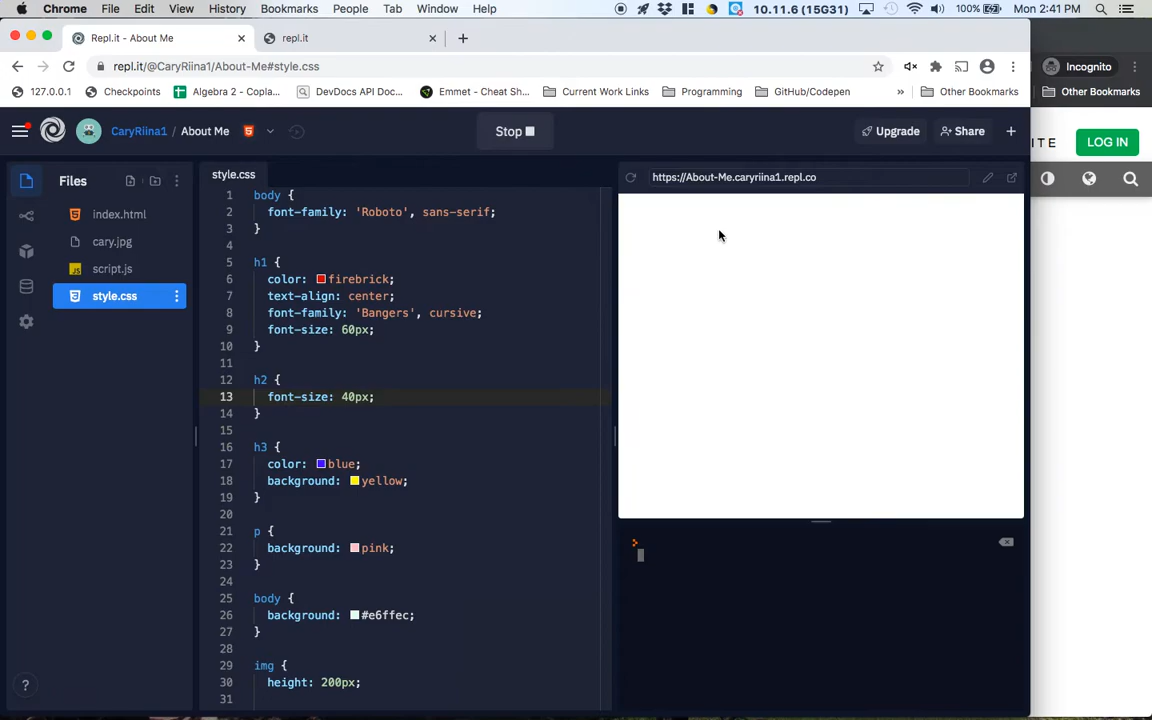 Chrome File Edit View History Bookmarks People Tab Window Help 10.11.6 (15G31) 100% Mon 2:41 PM
Repl.it - About Me
repl.it
repl.it/@CaryRiina1/About-Me#style.css
Incognito
127.0.0.1 Checkpoints Algebra 2 - Copla... DevDocs API Doc... Emmet - Cheat Sh... Current Work Links Programming GitHub/Codepen » Other Bookmarks
Other Bookmarks
CaryRiina1 / About Me
Stop
Upgrade
Share
ITE
LOG IN
Files
index.html
cary.jpg
script.js
style.css
style.css
1 body {
2 font-family: 'Roboto', sans-serif;
3 }
4
5 h1 {
6 color: firebrick;
7 text-align: center;
8 font-family: 'Bangers', cursive;
9 font-size: 60px;
10 }
11
12 h2 {
13 font-size: 40px;
14 }
15
16 h3 {
17 color: blue;
18 background: yellow;
19 }
20
21 p {
22 background: pink;
23 }
24
25 body {
26 background: #e6ffec;
27 }
28
29 img {
30 height: 200px;
31
https://About-Me.caryriina1.repl.co
>
?